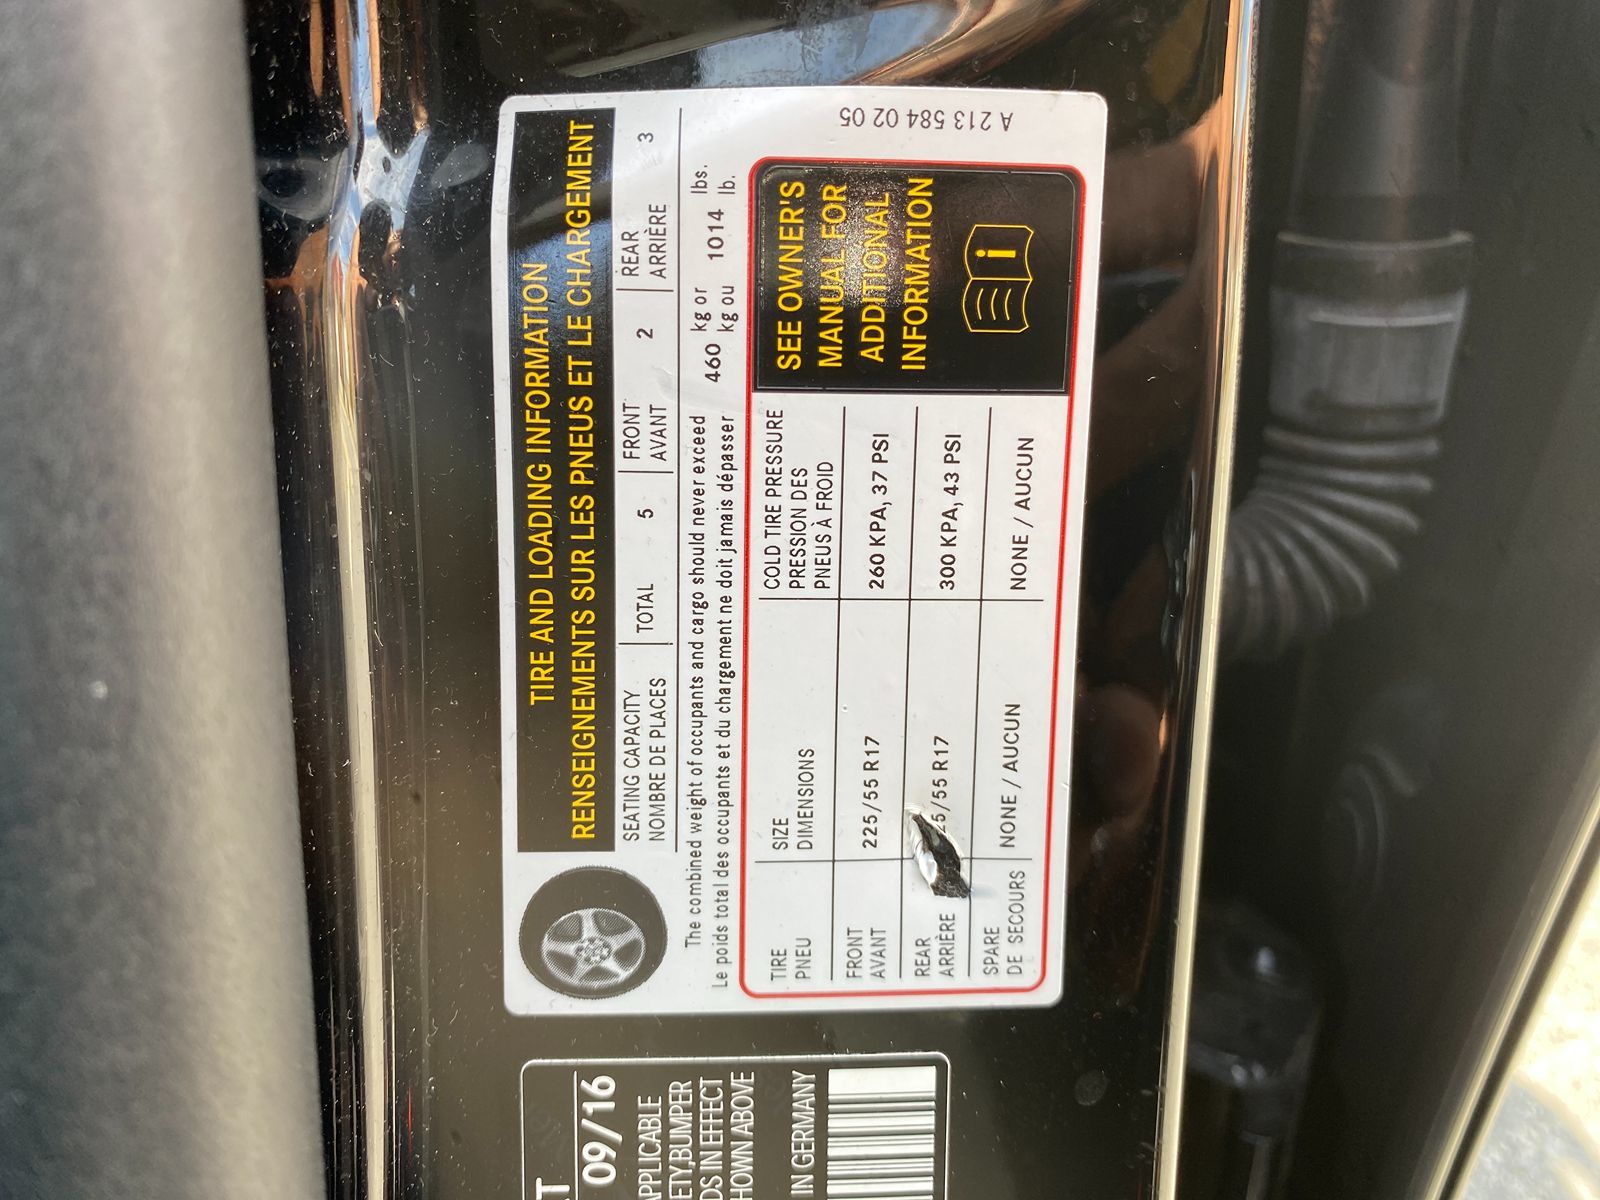 TIRE AND LOADING INFORMATION
RENSEIGNEMENTS SUR LES PNEUS ET LE CHARGEMENT
SEATING CAPACITY TOTAL 5 FRONT 2 REAR 3
NOMBRE DE PLACES AVANT ARRIÈRE
The combined weight of occupants and cargo should never exceed 460 kg or 1014 lbs.
Le poids total des occupants et du chargement ne doit jamais dépasser kg ou lb.
TIRE SIZE COLD TIRE PRESSURE
PNEU DIMENSIONS PRESSION DES
PNEUS À FROID
FRONT
AVANT 225/55 R17 260 KPA, 37 PSI
REAR
ARRIÈRE 5/55 R17 300 KPA, 43 PSI
SPARE
DE SECOURS NONE / AUCUN NONE / AUCUN
SEE OWNER'S
MANUAL FOR
ADDITIONAL
INFORMATION
i
A 213 584 02 05
09/16
APPLICABLE
ETY,BUMPER
DS IN EFFECT
HOWN ABOVE
IN GERMANY